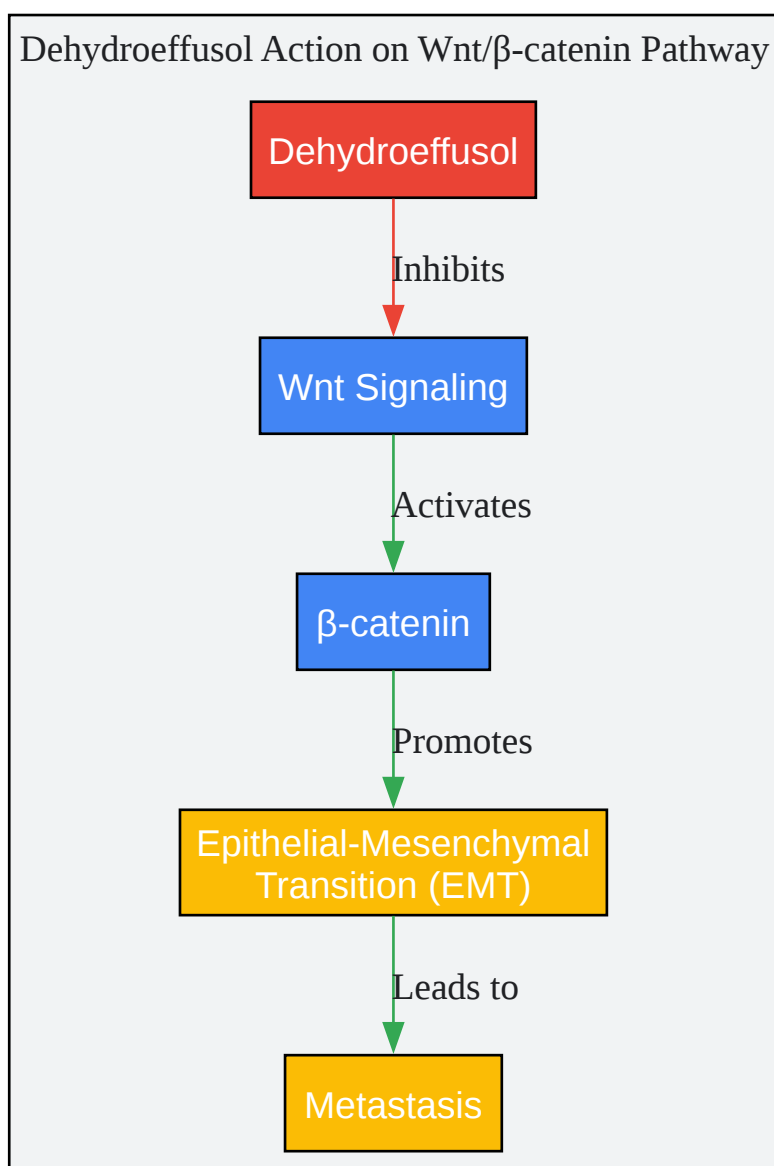 Dehydroeffusol Action on Wnt/β-catenin Pathway
Dehydroeffusol
Inhibits
Wnt Signaling
Activates
β-catenin
Promotes
Epithelial-Mesenchymal
Transition (EMT)
Leads to
Metastasis